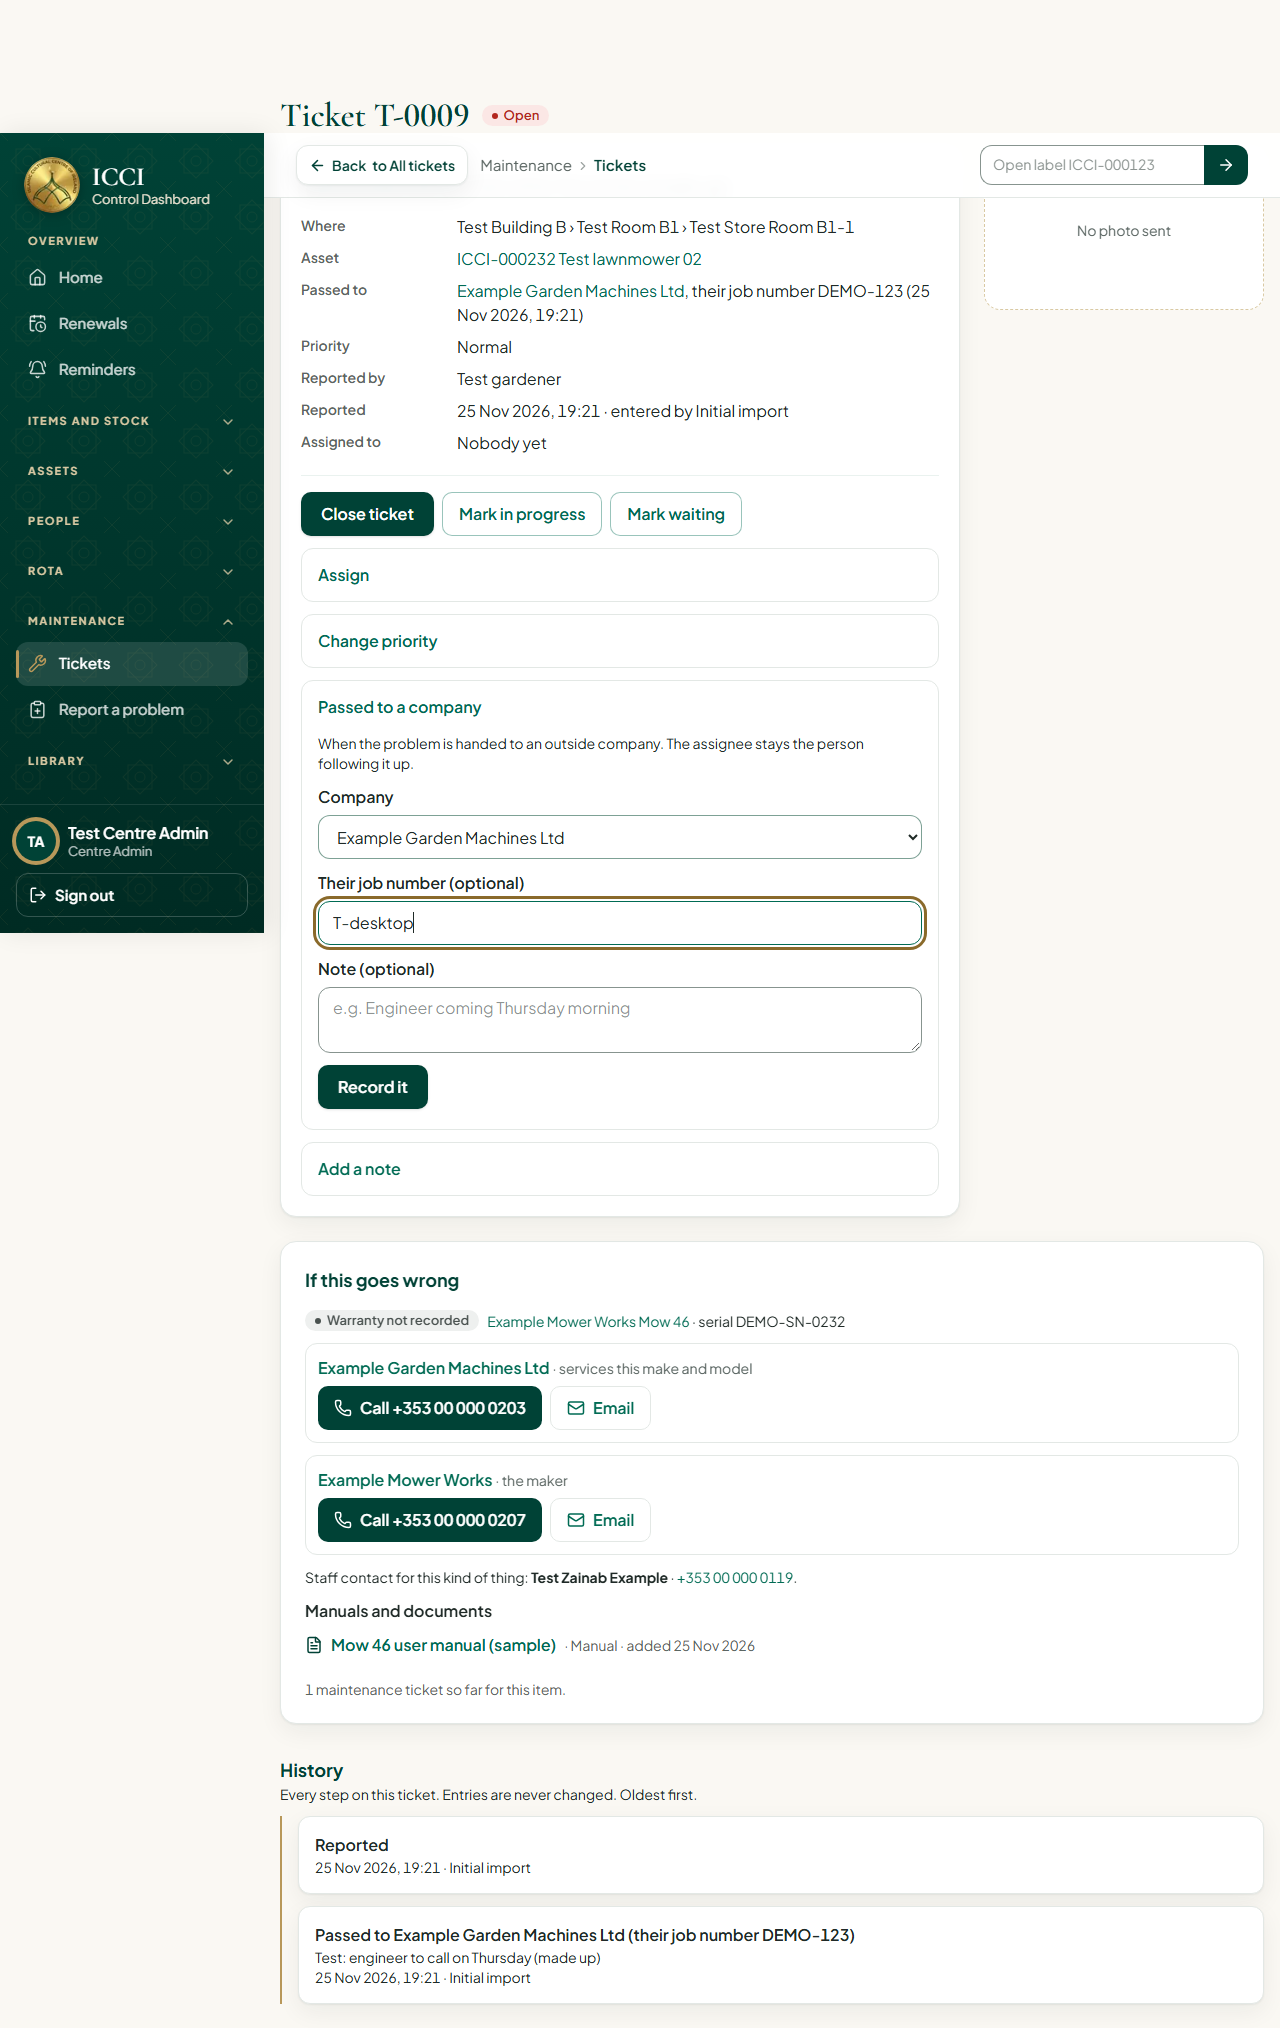 Ticket T-0009
Open
ICCI
Control Dashboard
OVERVIEW
Home
Renewals
Reminders
ITEMS AND STOCK
ASSETS
PEOPLE
ROTA
MAINTENANCE
Tickets
Report a problem
LIBRARY
TA
Test Centre Admin
Centre Admin
Sign out
Back to All tickets
Maintenance › Tickets
Open label ICCI-000123
No photo sent
Where
Test Building B › Test Room B1 › Test Store Room B1-1
Asset
ICCI-000232 Test lawnmower 02
Passed to
Example Garden Machines Ltd, their job number DEMO-123 (25
Nov 2026, 19:21)
Priority
Normal
Reported by
Test gardener
Reported
25 Nov 2026, 19:21 · entered by Initial import
Assigned to
Nobody yet
Close ticket
Mark in progress
Mark waiting
Assign
Change priority
Passed to a company
When the problem is handed to an outside company. The assignee stays the person
following it up.
Company
Example Garden Machines Ltd
Their job number (optional)
T-desktop
Note (optional)
e.g. Engineer coming Thursday morning
Record it
Add a note
If this goes wrong
Warranty not recorded
Example Mower Works Mow 46 · serial DEMO-SN-0232
Example Garden Machines Ltd · services this make and model
Call +353 00 000 0203
Email
Example Mower Works · the maker
Call +353 00 000 0207
Email
Staff contact for this kind of thing: Test Zainab Example · +353 00 000 0119.
Manuals and documents
Mow 46 user manual (sample) · Manual · added 25 Nov 2026
1 maintenance ticket so far for this item.
History
Every step on this ticket. Entries are never changed. Oldest first.
Reported
25 Nov 2026, 19:21 · Initial import
Passed to Example Garden Machines Ltd (their job number DEMO-123)
Test: engineer to call on Thursday (made up)
25 Nov 2026, 19:21 · Initial import